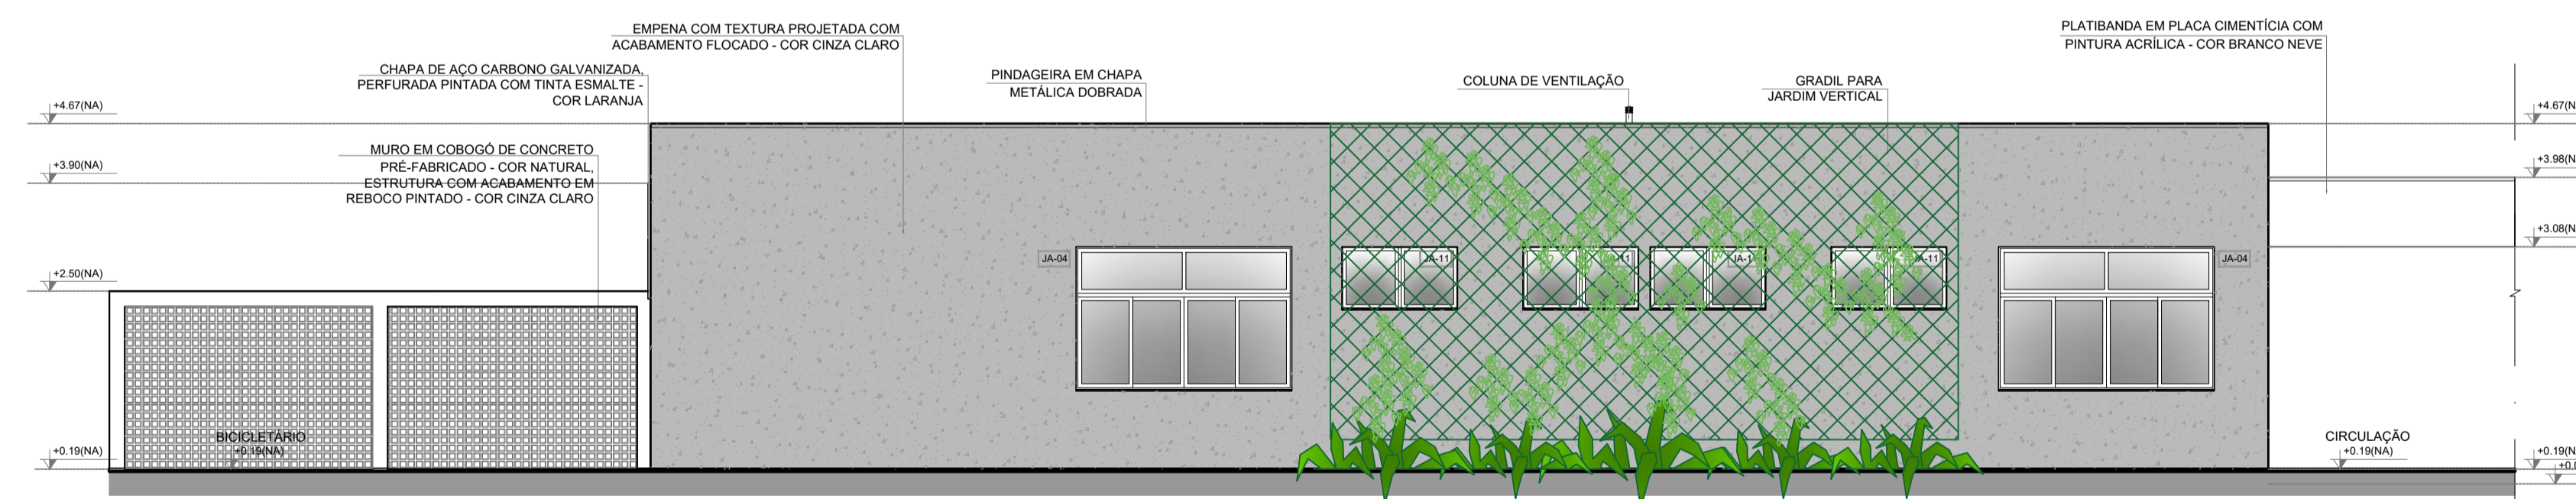 EMPENA COM TEXTURA PROJETADA COM
ACABAMENTO FLOCADO - COR CINZA CLARO
CHAPA DE AÇO CARBONO GALVANIZADA,
PERFURADA PINTADA COM TINTA ESMALTE -
COR LARANJA
PINDAGEIRA EM CHAPA
METÁLICA DOBRADA
COLUNA DE VENTILAÇÃO
GRADIL PARA
JARDIM VERTICAL
PLATIBANDA EM PLACA CIMENTÍCIA COM
PINTURA ACRÍLICA - COR BRANCO NEVE
MURO EM COBOGÓ DE CONCRETO
PRÉ-FABRICADO - COR NATURAL,
ESTRUTURA COM ACABAMENTO EM
REBOCO PINTADO - COR CINZA CLARO
+4.67(NA)
+3.90(NA)
+2.50(NA)
+0.19(NA)
BICICLETÁRIO
+0.19(NA)
JA-04
JA-11
JA-11
JA-04
CIRCULAÇÃO
+0.19(NA)
+4.67(N
+3.98(N
+3.08(N
+0.19(N